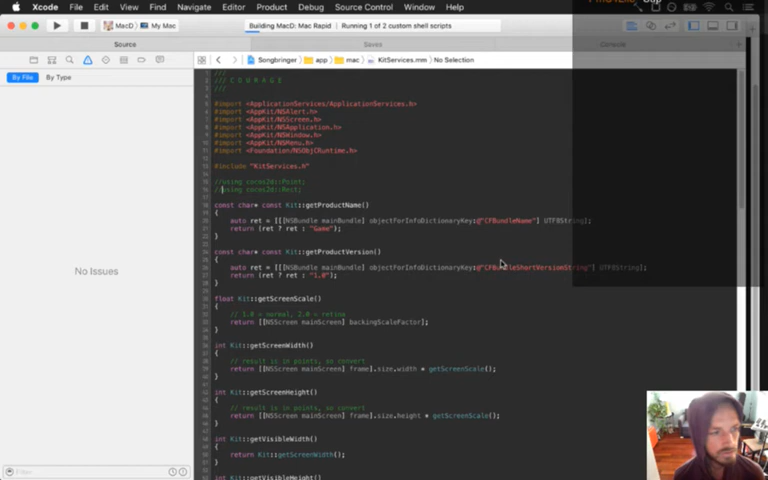 Xcode File Edit View Find Navigate Editor Product Debug Source Control Window Help
MacD My Mac Building MacD: Mac Rapid Running 1 of 2 custom shell scripts
Source Saves Console
Songbringer app mac KitServices.mm No Selection
By File By Type
/// C O U R A G E
///
#import <ApplicationServices/ApplicationServices.h>
#import <AppKit/NSAlert.h>
#import <AppKit/NSScreen.h>
#import <AppKit/NSApplication.h>
#import <AppKit/NSWindow.h>
#import <AppKit/NSMenu.h>
#import <Foundation/NSObjCRuntime.h>
#include "KitServices.h"
//using cocos2d::Point;
//using cocos2d::Rect;
const char* const Kit::getProductName()
{
auto ret = [[[NSBundle mainBundle] objectForInfoDictionaryKey:@"CFBundleName"] UTF8String];
return (ret ? ret : "Game");
}
const char* const Kit::getProductVersion()
{
auto ret = [[[NSBundle mainBundle] objectForInfoDictionaryKey:@"CFBundleShortVersionString"] UTF8String];
return (ret ? ret : "1.0");
}
float Kit::getScreenScale()
{
// 1.0 = normal, 2.0 = retina
return [[NSScreen mainScreen] backingScaleFactor];
}
int Kit::getScreenWidth()
{
// result is in points, so convert
return [[NSScreen mainScreen] frame].size.width * getScreenScale();
}
int Kit::getScreenHeight()
{
// result is in points, so convert
return [[NSScreen mainScreen] frame].size.height * getScreenScale();
}
int Kit::getVisibleWidth()
{
return Kit::getScreenWidth();
}
int Kit::getVisibleHeight()
No Issues